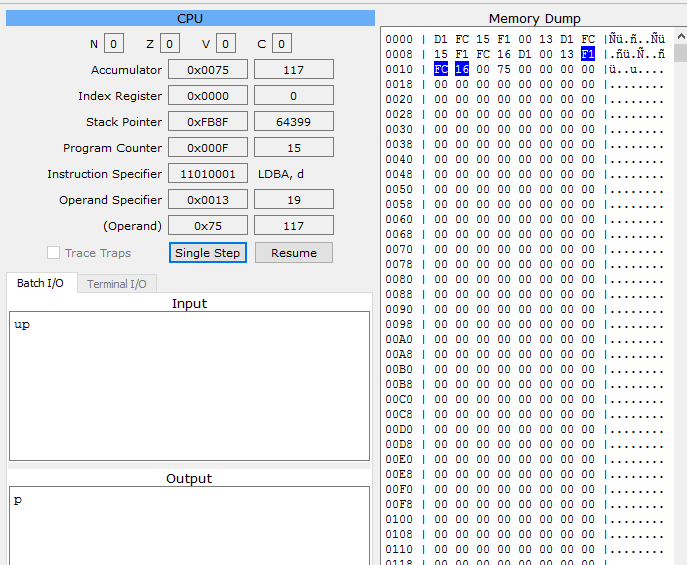 CPU
N 0 Z 0 V 0 C 0
Accumulator 0x0075 117
Index Register 0x0000 0
Stack Pointer 0xFB8F 64399
Program Counter 0x000F 15
Instruction Specifier 11010001 LDBA, d
Operand Specifier 0x0013 19
(Operand) 0x75 117
Trace Traps Single Step Resume
Batch I/O Terminal I/O
Input
up
Output
p
Memory Dump
0000 | D1 FC 15 F1 00 13 D1 FC |Ñü.ñ..Ñü
0008 | 15 F1 FC 16 D1 00 13 F1 |.ñü.Ñ..ñ
0010 | FC 16 00 75 00 00 00 00 |ü..u....
0018 | 00 00 00 00 00 00 00 00 |........
0020 | 00 00 00 00 00 00 00 00 |........
0028 | 00 00 00 00 00 00 00 00 |........
0030 | 00 00 00 00 00 00 00 00 |........
0038 | 00 00 00 00 00 00 00 00 |........
0040 | 00 00 00 00 00 00 00 00 |........
0048 | 00 00 00 00 00 00 00 00 |........
0050 | 00 00 00 00 00 00 00 00 |........
0058 | 00 00 00 00 00 00 00 00 |........
0060 | 00 00 00 00 00 00 00 00 |........
0068 | 00 00 00 00 00 00 00 00 |........
0070 | 00 00 00 00 00 00 00 00 |........
0078 | 00 00 00 00 00 00 00 00 |........
0080 | 00 00 00 00 00 00 00 00 |........
0088 | 00 00 00 00 00 00 00 00 |........
0090 | 00 00 00 00 00 00 00 00 |........
0098 | 00 00 00 00 00 00 00 00 |........
00A0 | 00 00 00 00 00 00 00 00 |........
00A8 | 00 00 00 00 00 00 00 00 |........
00B0 | 00 00 00 00 00 00 00 00 |........
00B8 | 00 00 00 00 00 00 00 00 |........
00C0 | 00 00 00 00 00 00 00 00 |........
00C8 | 00 00 00 00 00 00 00 00 |........
00D0 | 00 00 00 00 00 00 00 00 |........
00D8 | 00 00 00 00 00 00 00 00 |........
00E0 | 00 00 00 00 00 00 00 00 |........
00E8 | 00 00 00 00 00 00 00 00 |........
00F0 | 00 00 00 00 00 00 00 00 |........
00F8 | 00 00 00 00 00 00 00 00 |........
0100 | 00 00 00 00 00 00 00 00 |........
0108 | 00 00 00 00 00 00 00 00 |........
0110 | 00 00 00 00 00 00 00 00 |........